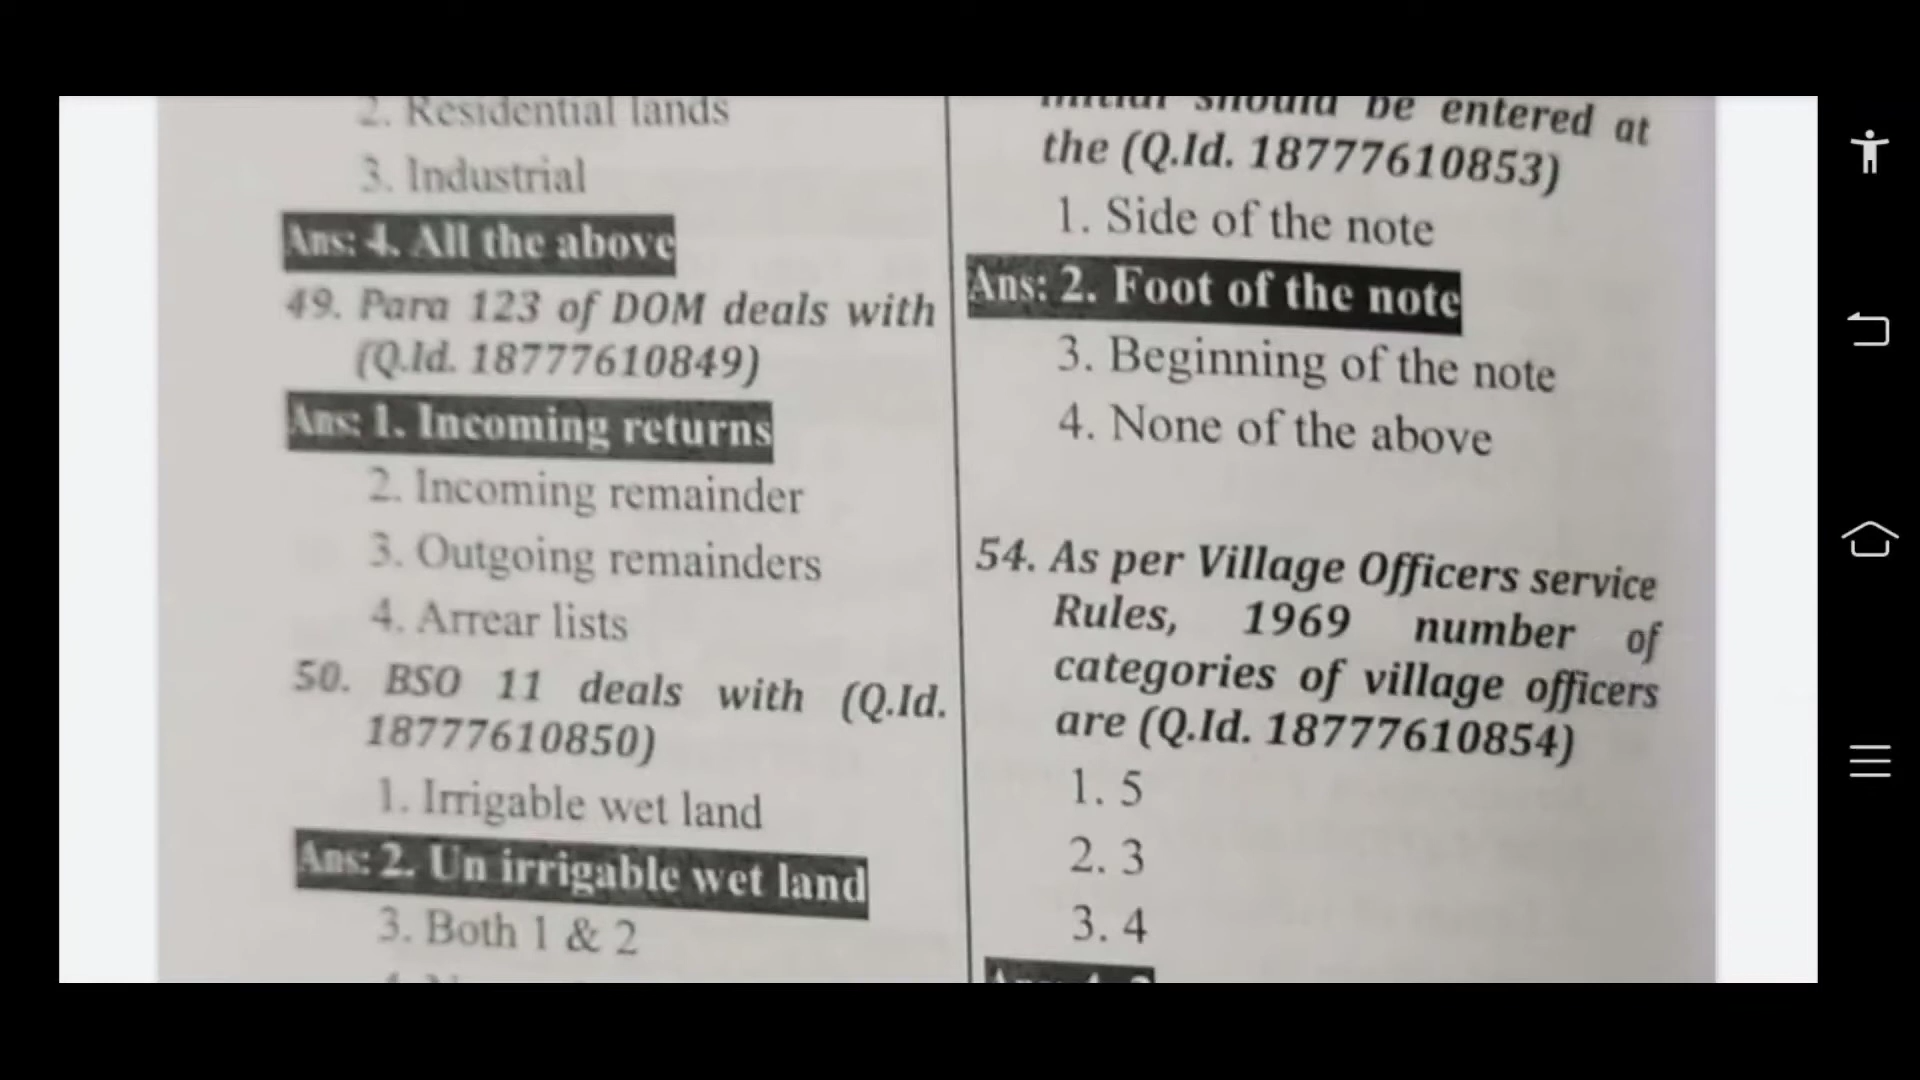 2. Residential lands
3. Industrial
Ans: 4. All the above
49. Para 123 of DOM deals with
(Q.Id. 18777610849)
Ans: 1. Incoming returns
2. Incoming remainder
3. Outgoing remainders
4. Arrear lists
50. BSO 11 deals with (Q.Id.
18777610850)
1. Irrigable wet land
Ans: 2. Un irrigable wet land
3. Both 1 & 2
initial should be entered at
the (Q.Id. 18777610853)
1. Side of the note
Ans: 2. Foot of the note
3. Beginning of the note
4. None of the above
54. As per Village Officers service
Rules, 1969 number of
categories of village officers
are (Q.Id. 18777610854)
1. 5
2. 3
3. 4